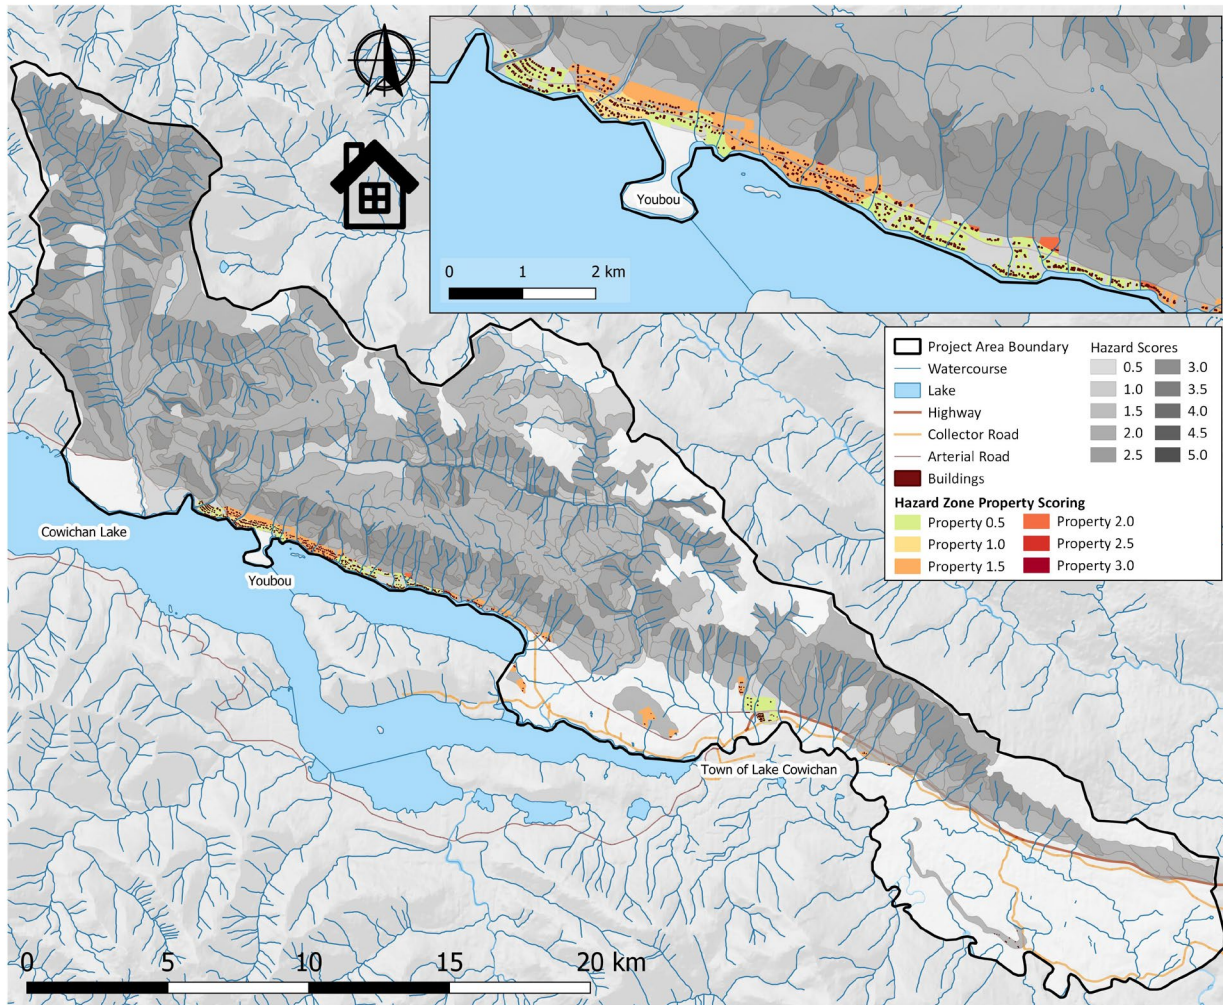 Youbou
0 1 2 km
Project Area Boundary
Watercourse
Lake
Highway
Collector Road
Arterial Road
Buildings
Hazard Scores
0.5 3.0
1.0 3.5
1.5 4.0
2.0 4.5
2.5 5.0
Hazard Zone Property Scoring
Property 0.5 Property 2.0
Property 1.0 Property 2.5
Property 1.5 Property 3.0
Cowichan Lake
Youbou
Town of Lake Cowichan
0 5 10 15 20 km